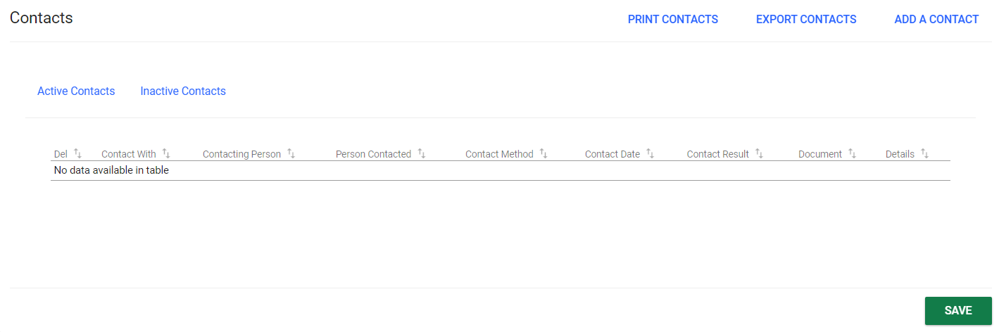 Contacts PRINT CONTACTS EXPORT CONTACTS ADD A CONTACT
Active Contacts Inactive Contacts
Del Contact With Contacting Person Person Contacted Contact Method Contact Date Contact Result Document Details
No data available in table
SAVE